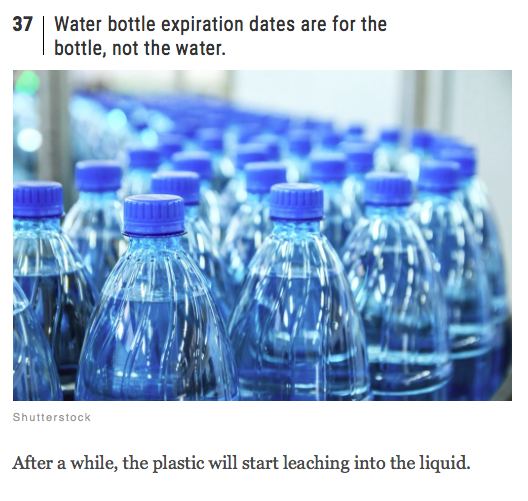 37 Water bottle expiration dates are for the
bottle, not the water.
Shutterstock
After a while, the plastic will start leaching into the liquid.